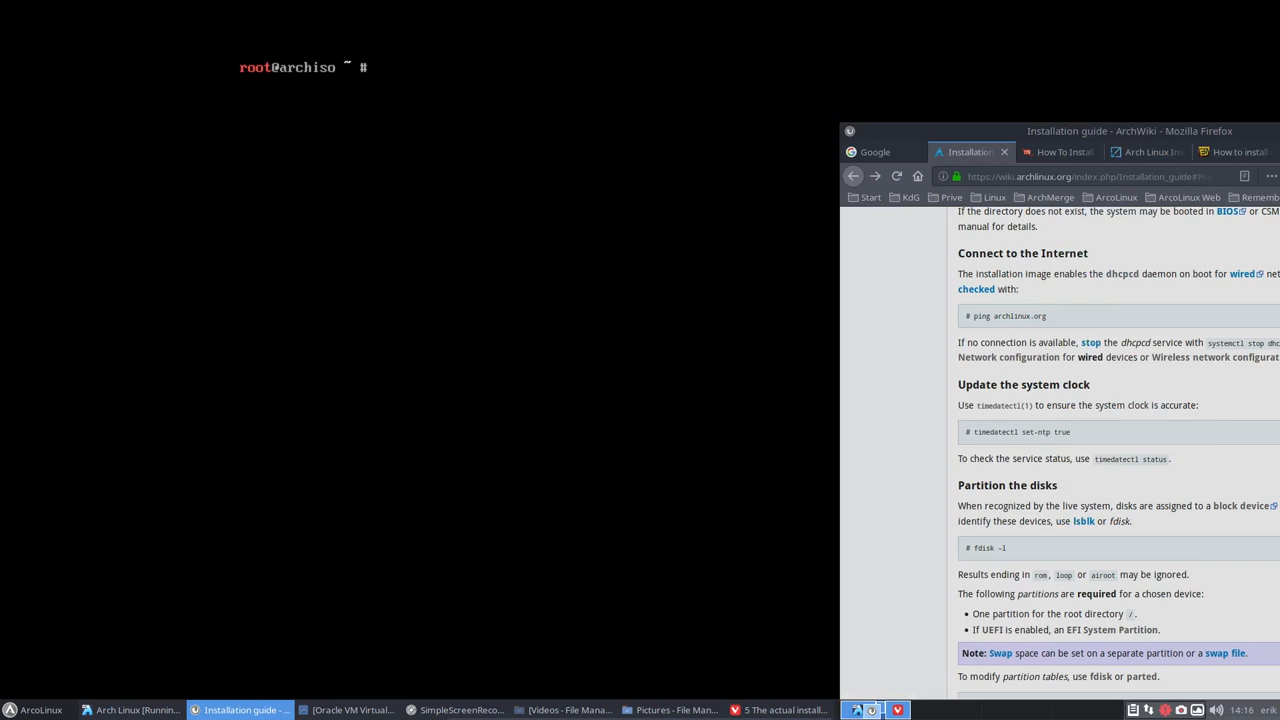 root@archiso ~ #
Installation guide - ArchWiki - Mozilla Firefox
Google
Installation
How To Install
Arch Linux In
How to install
https://wiki.archlinux.org/index.php/Installation_guide#Pr
Start KdG Prive Linux ArchMerge ArcoLinux ArcoLinux Web Rememb
If the directory does not exist, the system may be booted in BIOS or CSM
manual for details.
Connect to the Internet
The installation image enables the dhcpcd daemon on boot for wired net
checked with:
# ping archlinux.org
If no connection is available, stop the dhcpcd service with systemctl stop dhc
Network configuration for wired devices or Wireless network configurat
Update the system clock
Use timedatectl(1) to ensure the system clock is accurate:
# timedatectl set-ntp true
To check the service status, use timedatectl status.
Partition the disks
When recognized by the live system, disks are assigned to a block device
identify these devices, use lsblk or fdisk.
# fdisk -l
Results ending in rom, loop or airoot may be ignored.
The following partitions are required for a chosen device:
• One partition for the root directory /.
• If UEFI is enabled, an EFI System Partition.
Note: Swap space can be set on a separate partition or a swap file.
To modify partition tables, use fdisk or parted.
ArcoLinux
Arch Linux [Runnin...
Installation guide - ...
[Oracle VM Virtual...
SimpleScreenReco...
[Videos - File Mana...
Pictures - File Man...
5 The actual install...
14:16 erik